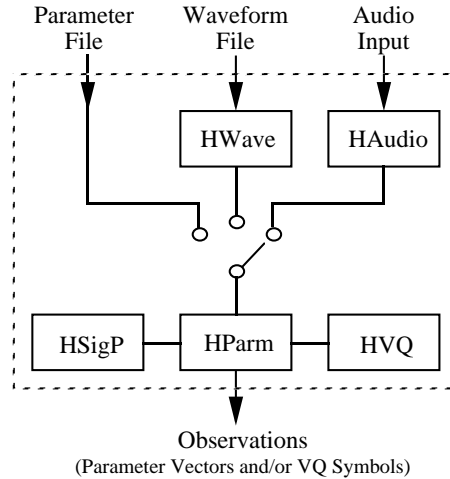 Parameter File
Waveform File
Audio Input
HWave
HAudio
HSigP
HParm
HVQ
Observations
(Parameter Vectors and/or VQ Symbols)